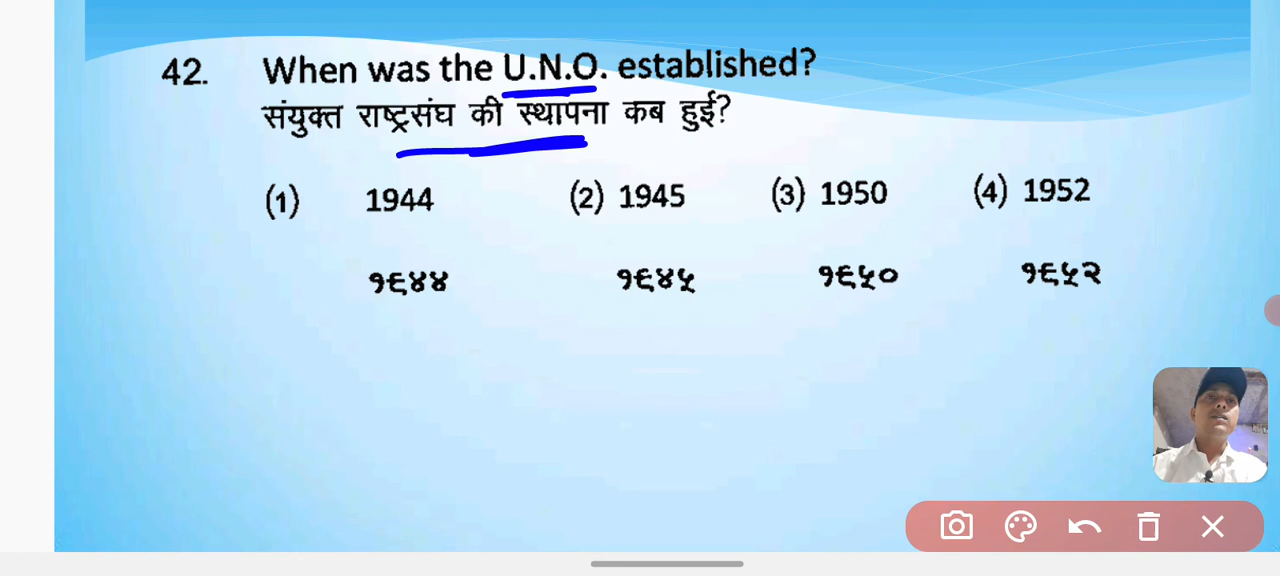 42. When was the U.N.O. established?
संयुक्त राष्ट्रसंघ की स्थापना कब हुई?
(1) 1944 (2) 1945 (3) 1950 (4) 1952
१९४४ १९४५ १९५० १९५२